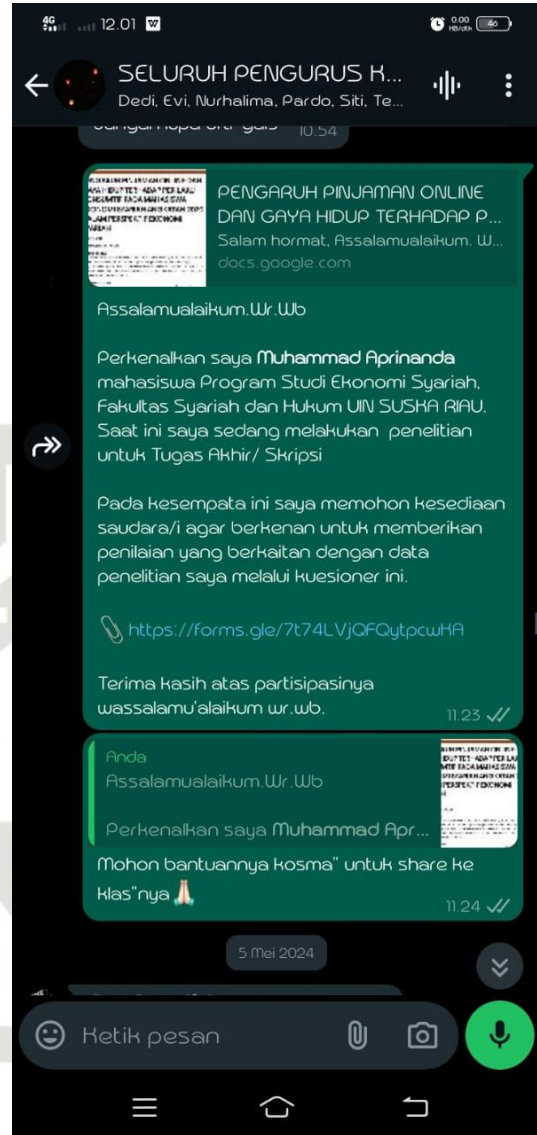 4G 12.01 0.00 KB/dtk 46
SELURUH PENGURUS K...
Dedi, Evi, Nurhalima, Pardo, Siti, Te...
10.54
PENGARUH PINJAMAN ONLINE
DAN GAYA HIDUP TERHADAP P...
Salam hormat, Assalamualaikum. W...
docs.google.com
Assalamualaikum.Wr.Wb
Perkenalkan saya Muhammad Aprinanda
mahasiswa Program Studi Ekonomi Syariah,
Fakultas Syariah dan Hukum UIN SUSKA RIAU.
Saat ini saya sedang melakukan penelitian
untuk Tugas Akhir/ Skripsi
Pada kesempata ini saya memohon kesediaan
saudara/i agar berkenan untuk memberikan
penilaian yang berkaitan dengan data
penelitian saya melalui kuesioner ini.
https://forms.gle/7t74LVjQFQytpcwKA
Terima kasih atas partisipasinya
wassalamu'alaikum wr.wb.
11.23
Anda
Assalamualaikum.Wr.Wb
Perkenalkan saya Muhammad Apr...
Mohon bantuannya kosma" untuk share ke
klas"nya 🙏
11.24
5 Mei 2024
Ketik pesan